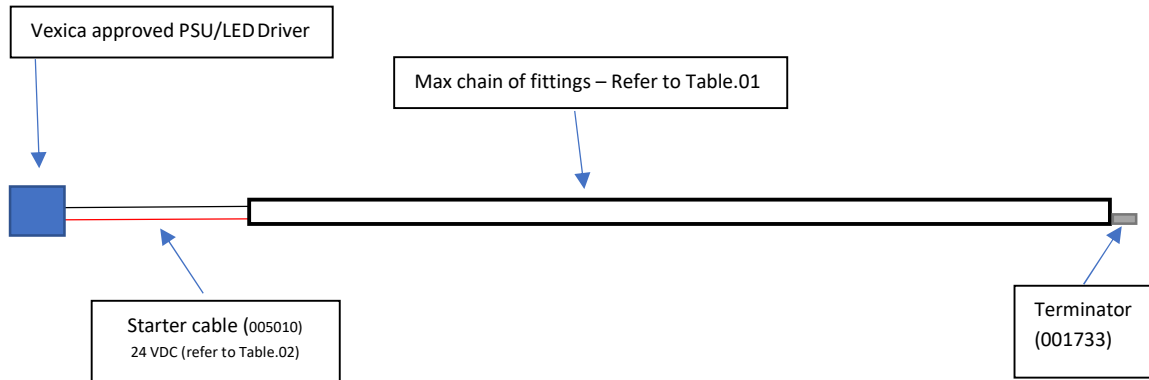 Vexica approved PSU/LED Driver
Max chain of fittings – Refer to Table.01
Starter cable (005010)
24 VDC (refer to Table.02)
Terminator
(001733)